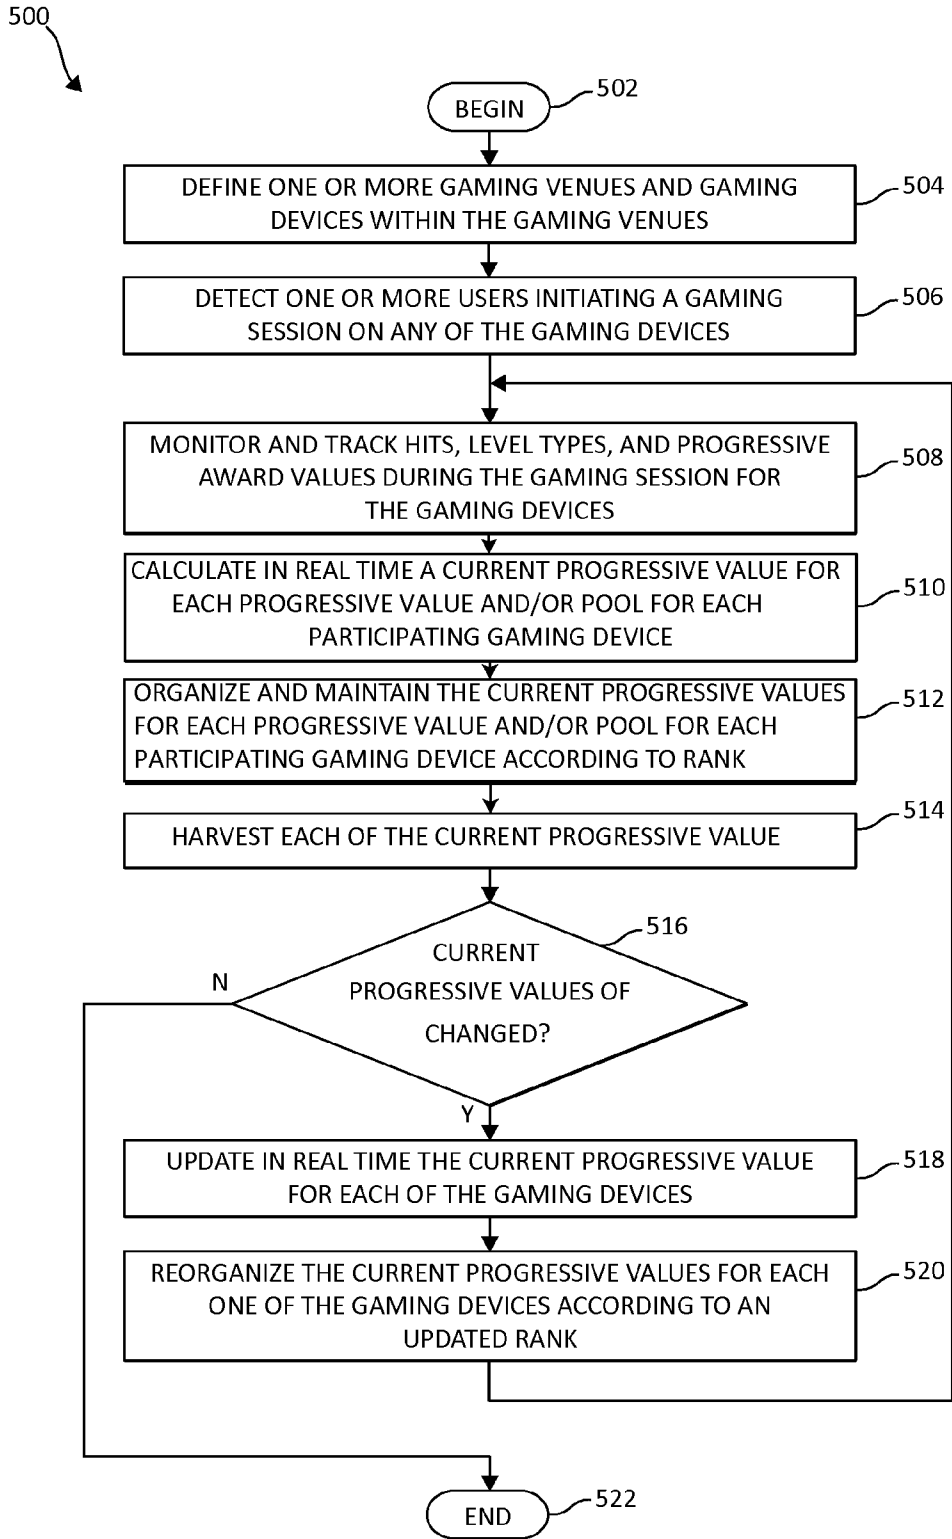 500
BEGIN
502
DEFINE ONE OR MORE GAMING VENUES AND GAMING
DEVICES WITHIN THE GAMING VENUES
504
DETECT ONE OR MORE USERS INITIATING A GAMING
SESSION ON ANY OF THE GAMING DEVICES
506
MONITOR AND TRACK HITS, LEVEL TYPES, AND PROGRESSIVE
AWARD VALUES DURING THE GAMING SESSION FOR
THE GAMING DEVICES
508
CALCULATE IN REAL TIME A CURRENT PROGRESSIVE VALUE FOR
EACH PROGRESSIVE VALUE AND/OR POOL FOR EACH
PARTICIPATING GAMING DEVICE
510
ORGANIZE AND MAINTAIN THE CURRENT PROGRESSIVE VALUES
FOR EACH PROGRESSIVE VALUE AND/OR POOL FOR EACH
PARTICIPATING GAMING DEVICE ACCORDING TO RANK
512
HARVEST EACH OF THE CURRENT PROGRESSIVE VALUE
514
CURRENT
PROGRESSIVE VALUES OF
CHANGED?
516
N
Y
UPDATE IN REAL TIME THE CURRENT PROGRESSIVE VALUE
FOR EACH OF THE GAMING DEVICES
518
REORGANIZE THE CURRENT PROGRESSIVE VALUES FOR EACH
ONE OF THE GAMING DEVICES ACCORDING TO AN
UPDATED RANK
520
END
522